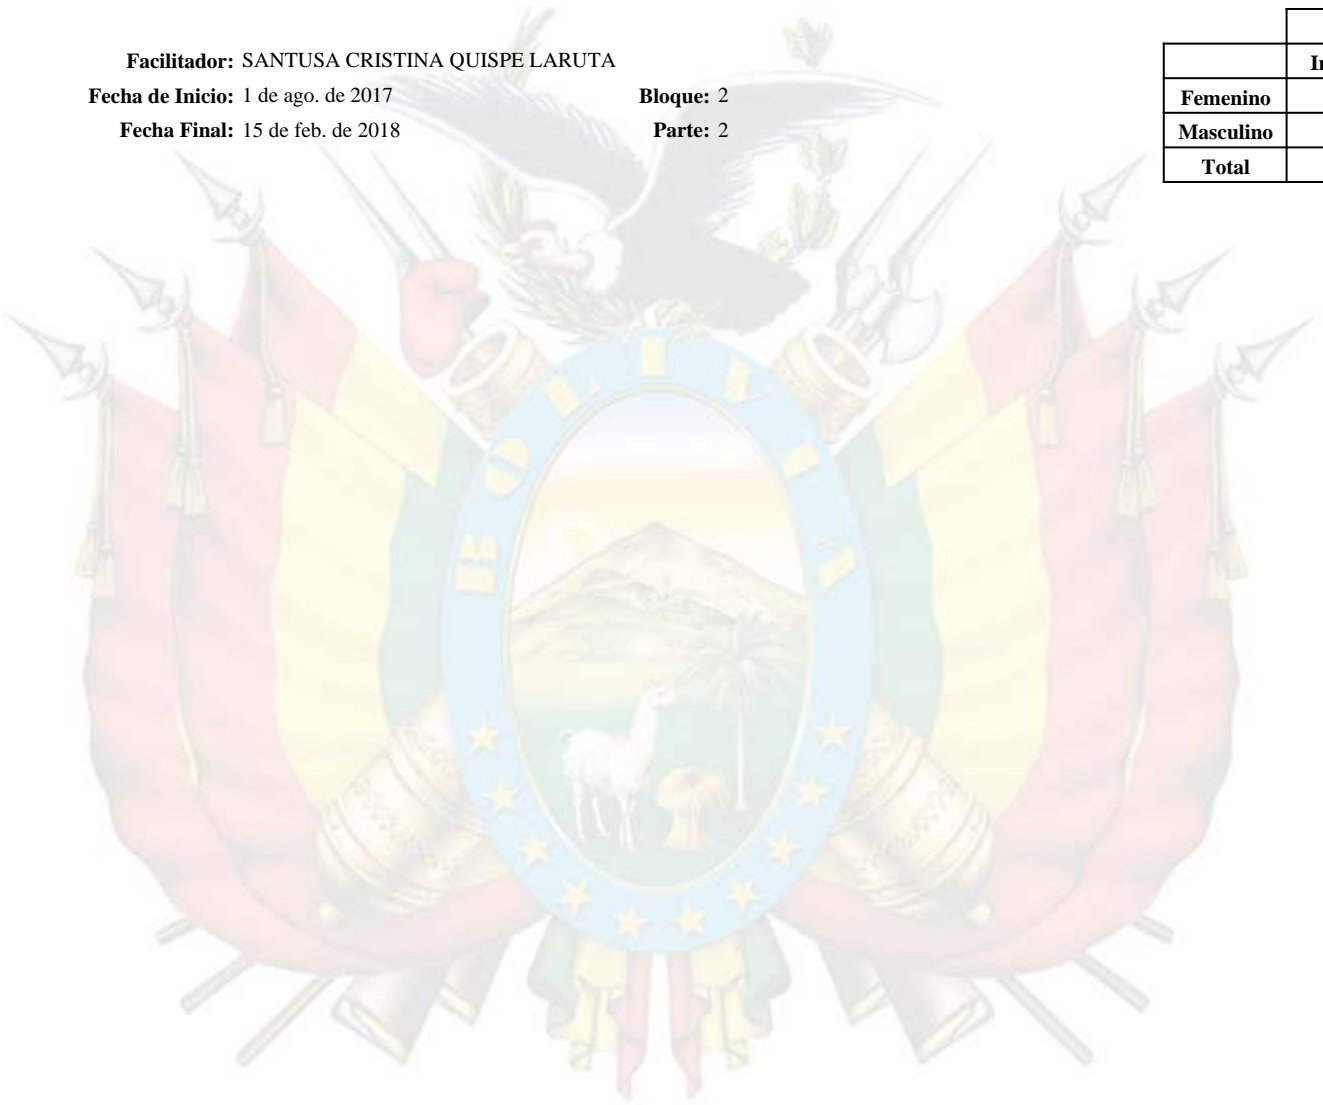 Facilitador: SANTUSA CRISTINA QUISPE LARUTA
Fecha de Inicio: 1 de ago. de 2017 Bloque: 2
Fecha Final: 15 de feb. de 2018 Parte: 2
Femenino
Masculino
Total
BOLIVIA